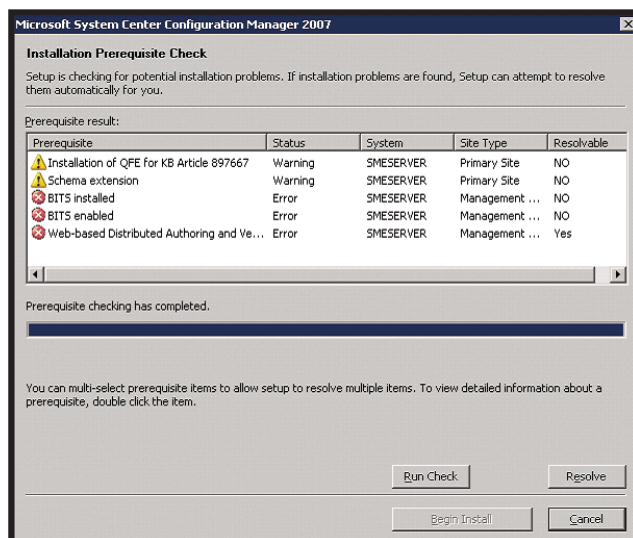 Microsoft System Center Configuration Manager 2007
Installation Prerequisite Check
Setup is checking for potential installation problems. If installation problems are found, Setup can attempt to resolve
them automatically for you.
Prerequisite result:
Prerequisite Status System Site Type Resolvable
Installation of QFE for KB Article 897667 Warning SMESERVER Primary Site NO
Schema extension Warning SMESERVER Primary Site NO
BITS installed Error SMESERVER Management ... NO
BITS enabled Error SMESERVER Management ... NO
Web-based Distributed Authoring and Ve... Error SMESERVER Management ... Yes
Prerequisite checking has completed.
You can multi-select prerequisite items to allow setup to resolve multiple items. To view detailed information about a
prerequisite, double click the item.
Run Check Resolve
Begin Install Cancel